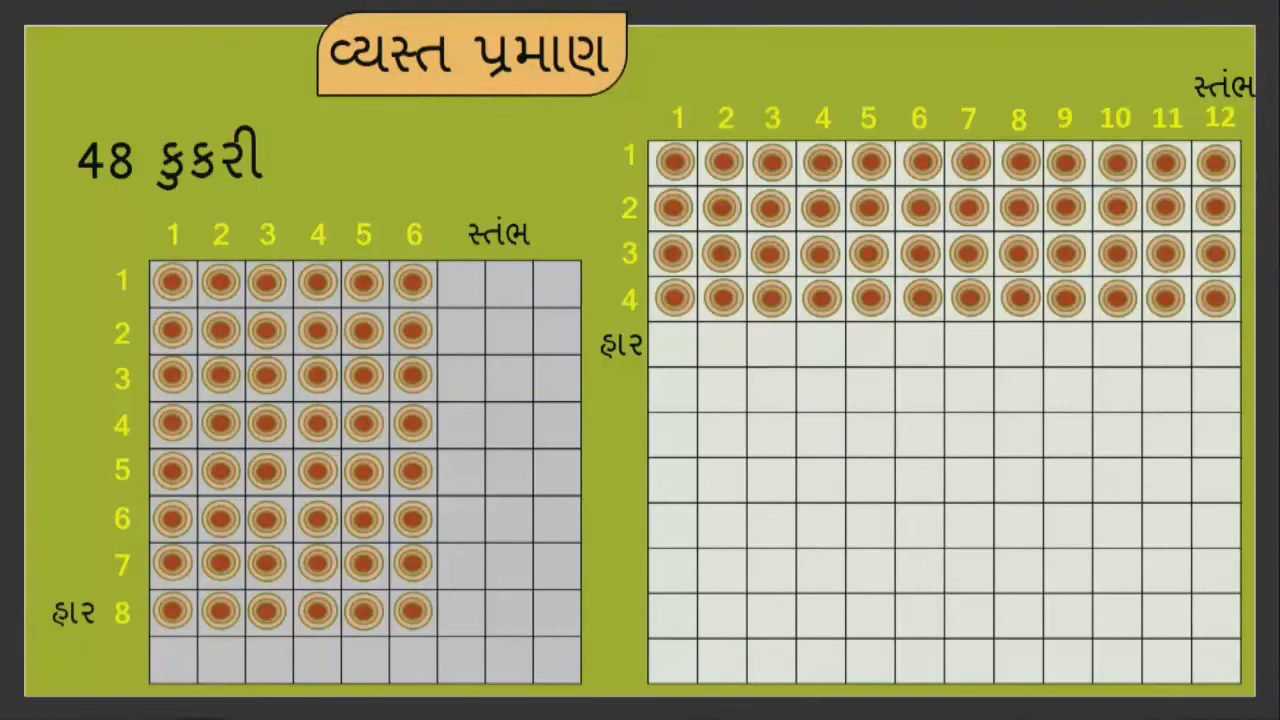 વ્યસ્ત પ્રમાણ
48 કુકરી
1 2 3 4 5 6 સ્તંભ
1
2
3
4
5
6
7
હાર 8
સ્તંભ
1 2 3 4 5 6 7 8 9 10 11 12
1
2
3
4
હાર